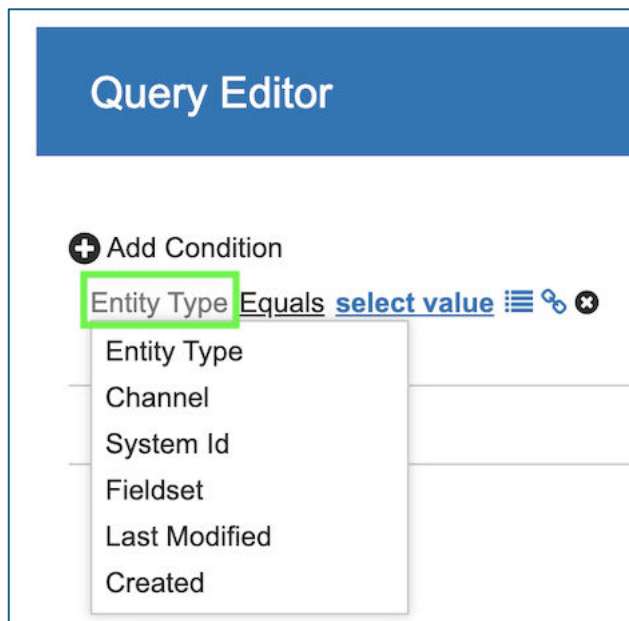 Query Editor
Add Condition
Entity Type Equals select value
Entity Type
Channel
System Id
Fieldset
Last Modified
Created